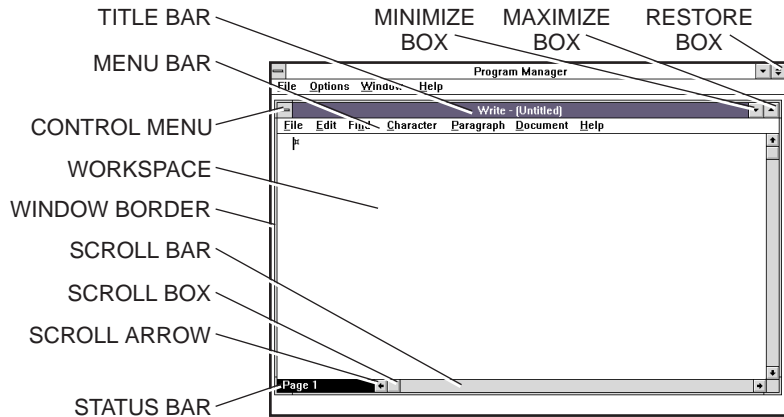 TITLE BAR
MINIMIZE BOX
MAXIMIZE BOX
RESTORE BOX
MENU BAR
Program Manager
File Options Window Help
CONTROL MENU
Write - (Untitled)
File Edit Find Character Paragraph Document Help
WORKSPACE
WINDOW BORDER
SCROLL BAR
SCROLL BOX
SCROLL ARROW
Page 1
STATUS BAR